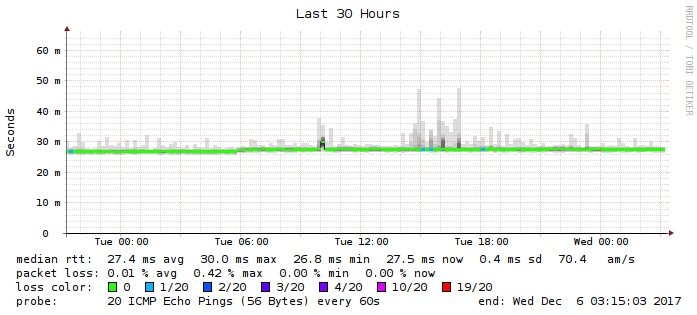 Last 30 Hours
RRDTOOL / TOBI OETIKER
Seconds
60 m
50 m
40 m
30 m
20 m
10 m
0
Tue 00:00 Tue 06:00 Tue 12:00 Tue 18:00 Wed 00:00
median rtt: 27.4 ms avg 30.0 ms max 26.8 ms min 27.5 ms now 0.4 ms sd 70.4 am/s
packet loss: 0.01 % avg 0.42 % max 0.00 % min 0.00 % now
loss color: 0 1/20 2/20 3/20 4/20 10/20 19/20
probe: 20 ICMP Echo Pings (56 Bytes) every 60s end: Wed Dec 6 03:15:03 2017